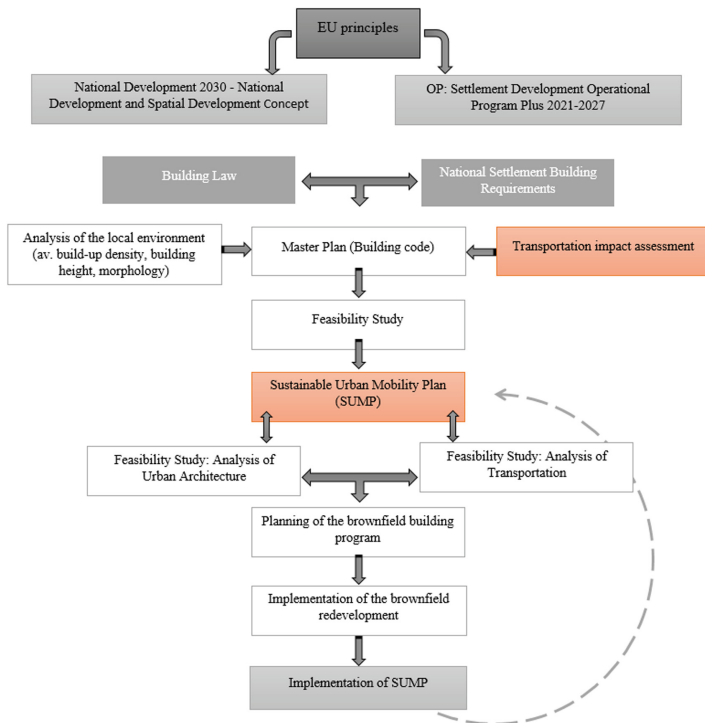 EU principles
National Development 2030 - National
Development and Spatial Development Concept
OP: Settlement Development Operational
Program Plus 2021-2027
Building Law
National Settlement Building
Requirements
Analysis of the local environment
(av. build-up density, building
height, morphology)
Master Plan (Building code)
Transportation impact assessment
Feasibility Study
Sustainable Urban Mobility Plan
(SUMP)
Feasibility Study: Analysis of
Urban Architecture
Feasibility Study: Analysis of
Transportation
Planning of the brownfield building
program
Implementation of the brownfield
redevelopment
Implementation of SUMP